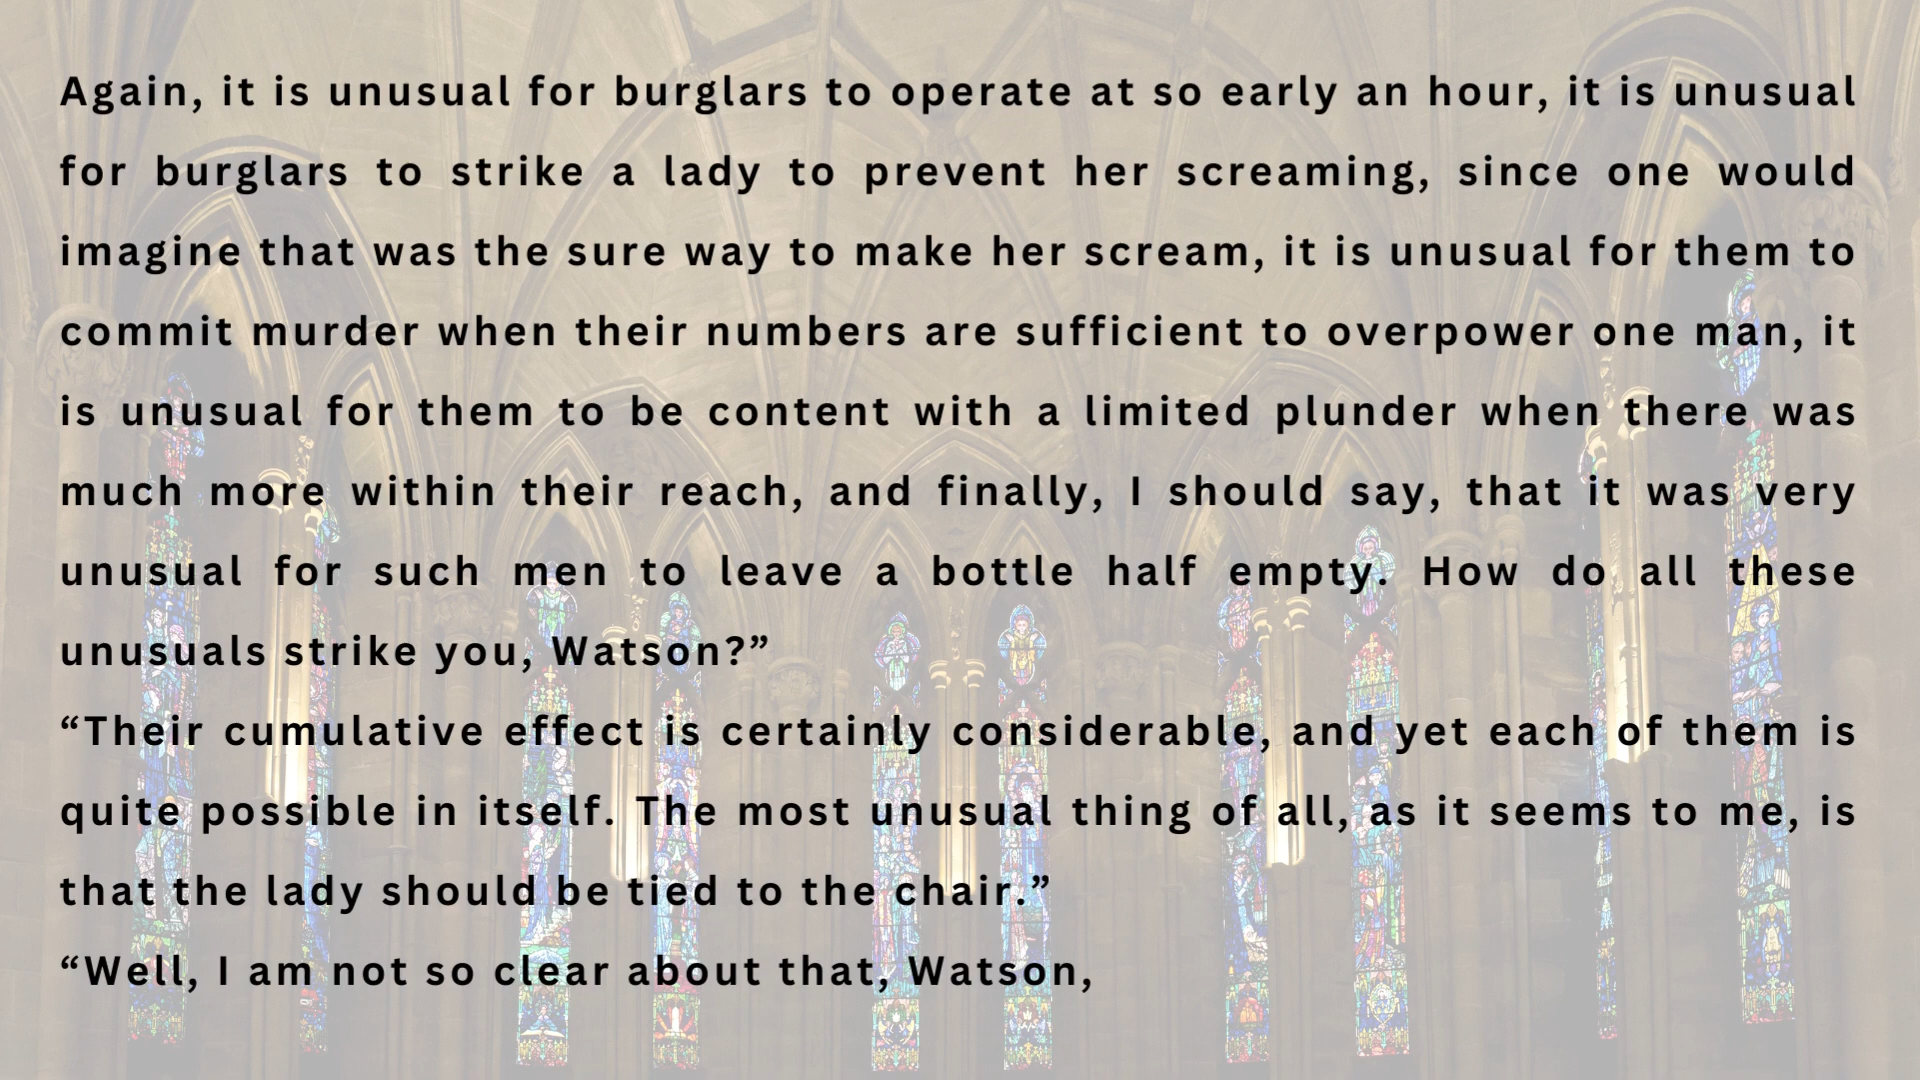 Again, it is unusual for burglars to operate at so early an hour, it is unusual
for burglars to strike a lady to prevent her screaming, since one would
imagine that was the sure way to make her scream, it is unusual for them to
commit murder when their numbers are sufficient to overpower one man, it
is unusual for them to be content with a limited plunder when there was
much more within their reach, and finally, I should say, that it was very
unusual for such men to leave a bottle half empty. How do all these
unusuals strike you, Watson?”
“Their cumulative effect is certainly considerable, and yet each of them is
quite possible in itself. The most unusual thing of all, as it seems to me, is
that the lady should be tied to the chair.”
“Well, I am not so clear about that, Watson,